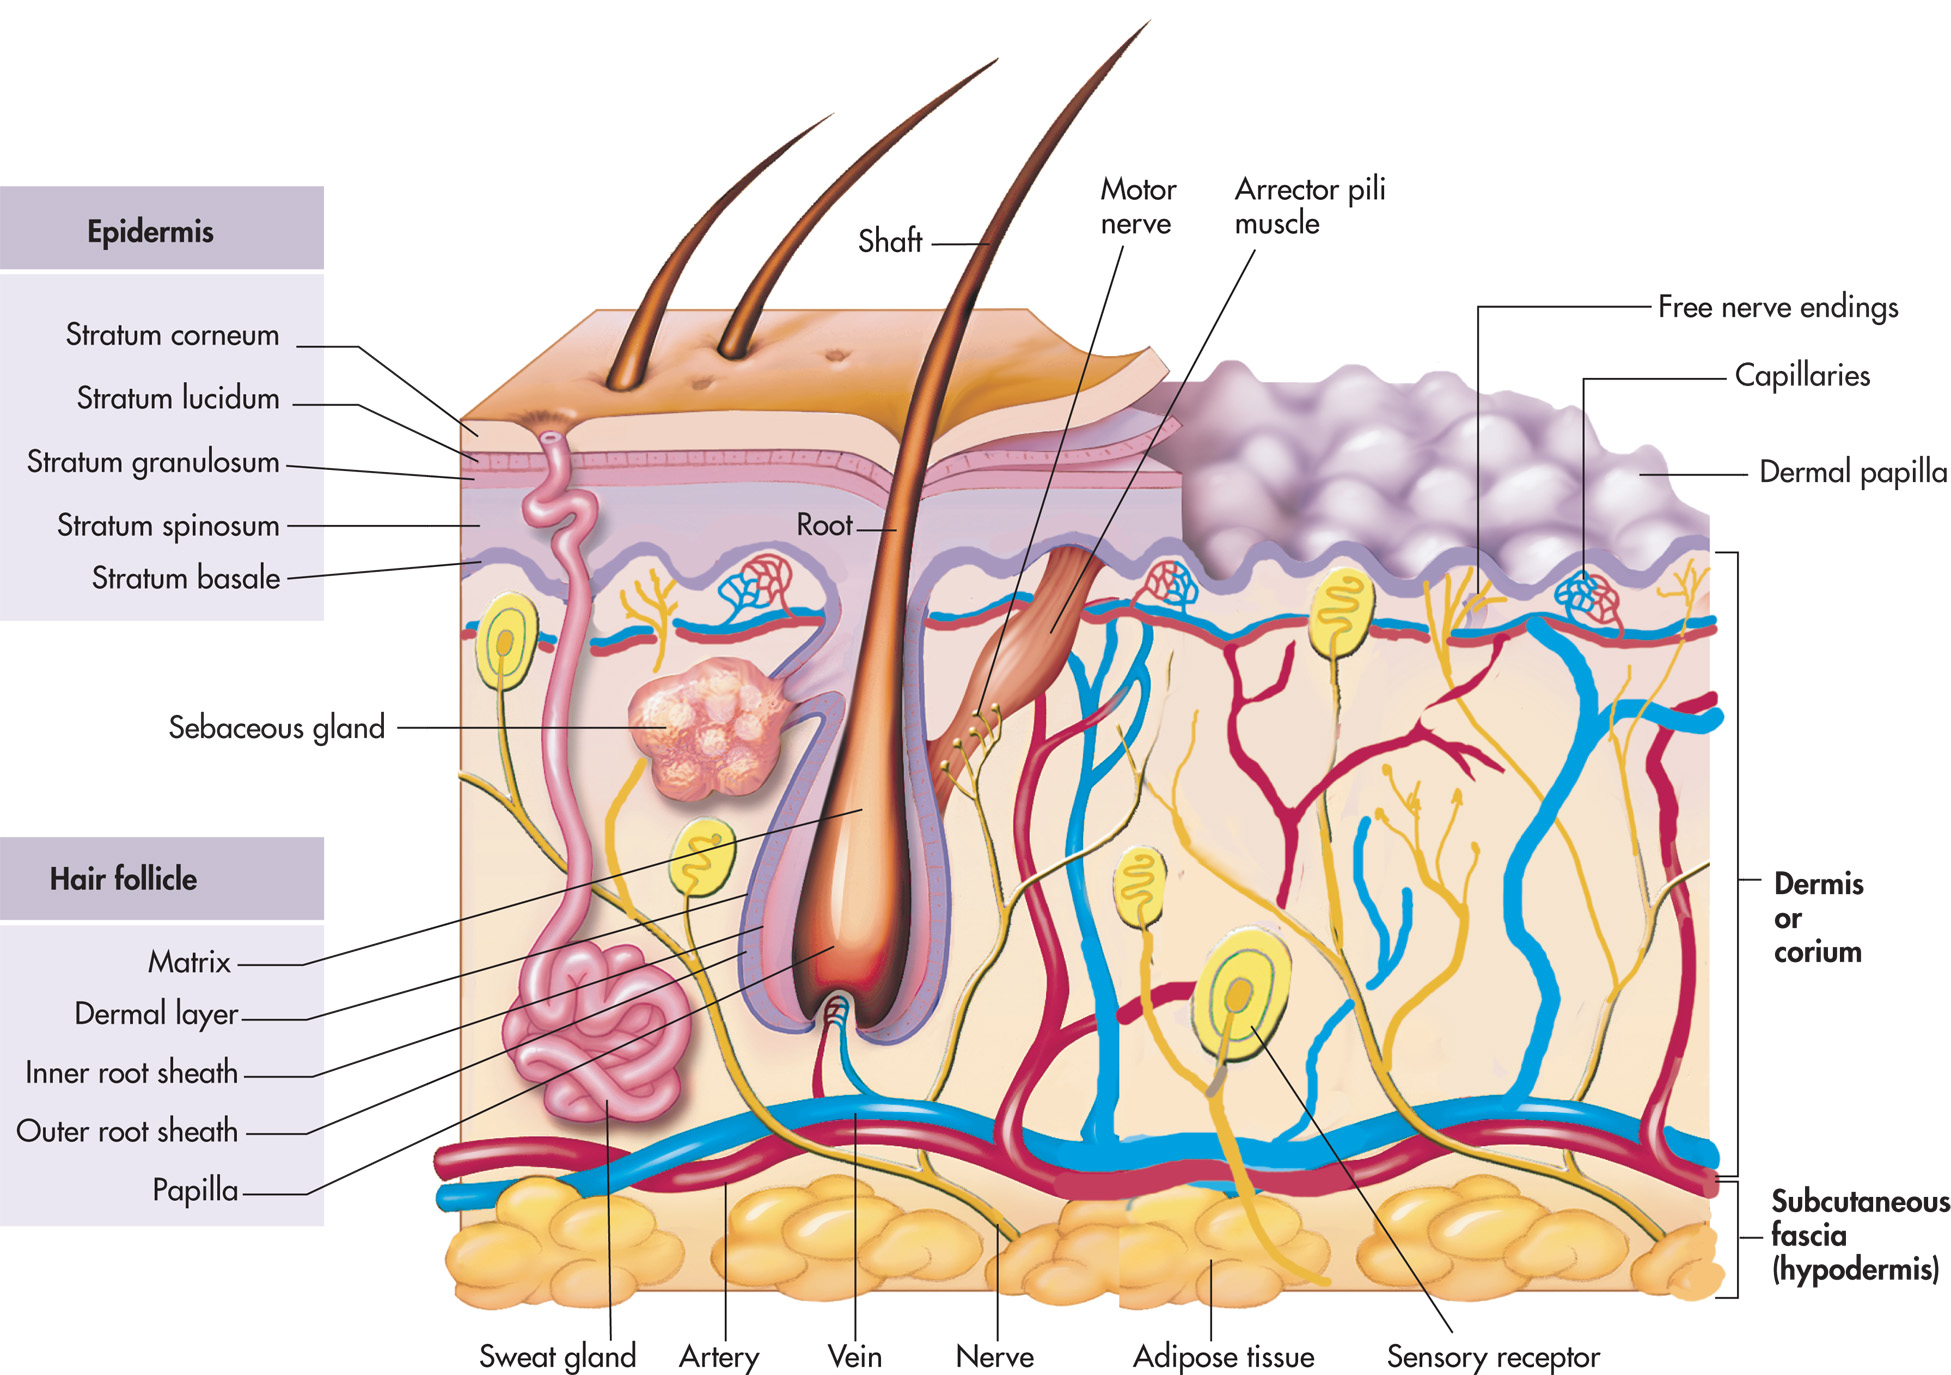 Epidermis
Stratum corneum
Stratum lucidum
Stratum granulosum
Stratum spinosum
Stratum basale
Sebaceous gland
Hair follicle
Matrix
Dermal layer
Inner root sheath
Outer root sheath
Papilla
Shaft
Root
Motor
nerve
Arrector pili
muscle
Free nerve endings
Capillaries
Dermal papilla
Dermis
or
corium
Subcutaneous
fascia
(hypodermis)
Sweat gland
Artery
Vein
Nerve
Adipose tissue
Sensory receptor